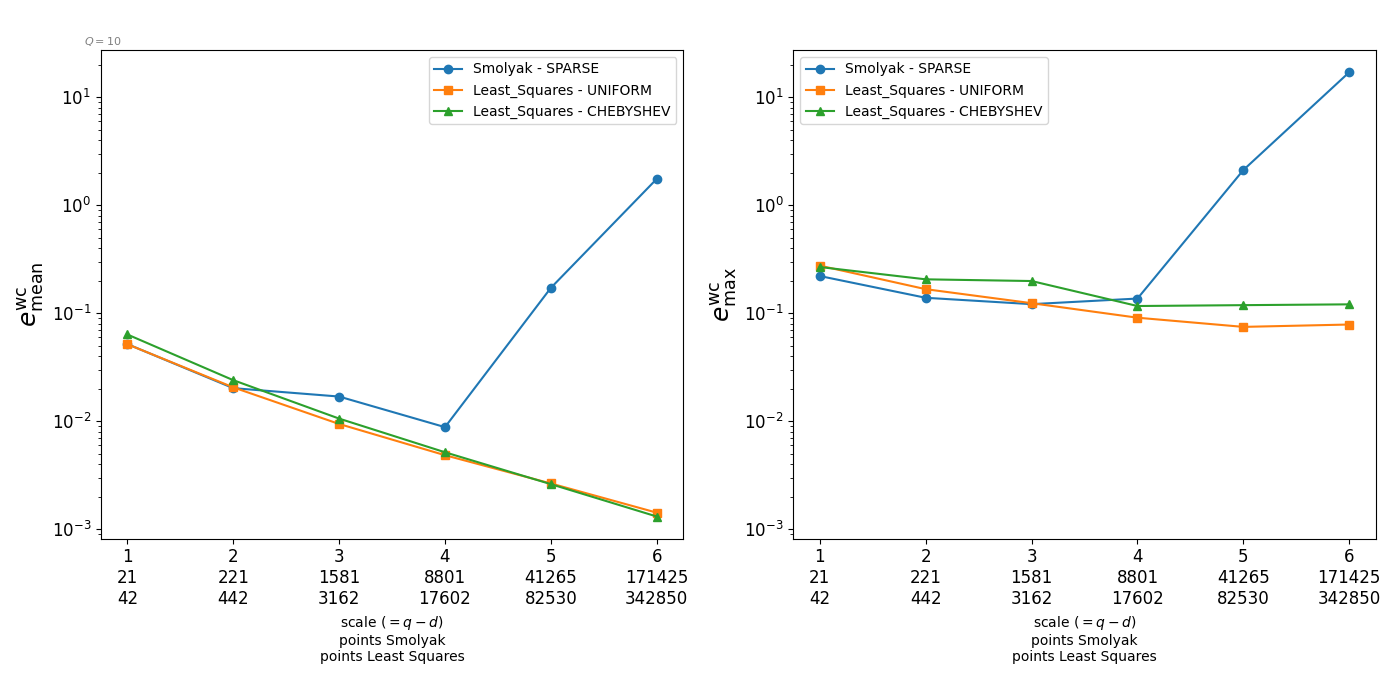 Q = 10
Smolyak - SPARSE
Least_Squares - UNIFORM
Least_Squares - CHEBYSHEV
10^1
10^0
10^-1
10^-2
10^-3
e^wc_mean
1 2 3 4 5 6
21 221 1581 8801 41265 171425
42 442 3162 17602 82530 342850
scale (= q − d)
points Smolyak
points Least Squares
Smolyak - SPARSE
Least_Squares - UNIFORM
Least_Squares - CHEBYSHEV
10^1
10^0
10^-1
10^-2
10^-3
e^wc_max
1 2 3 4 5 6
21 221 1581 8801 41265 171425
42 442 3162 17602 82530 342850
scale (= q − d)
points Smolyak
points Least Squares